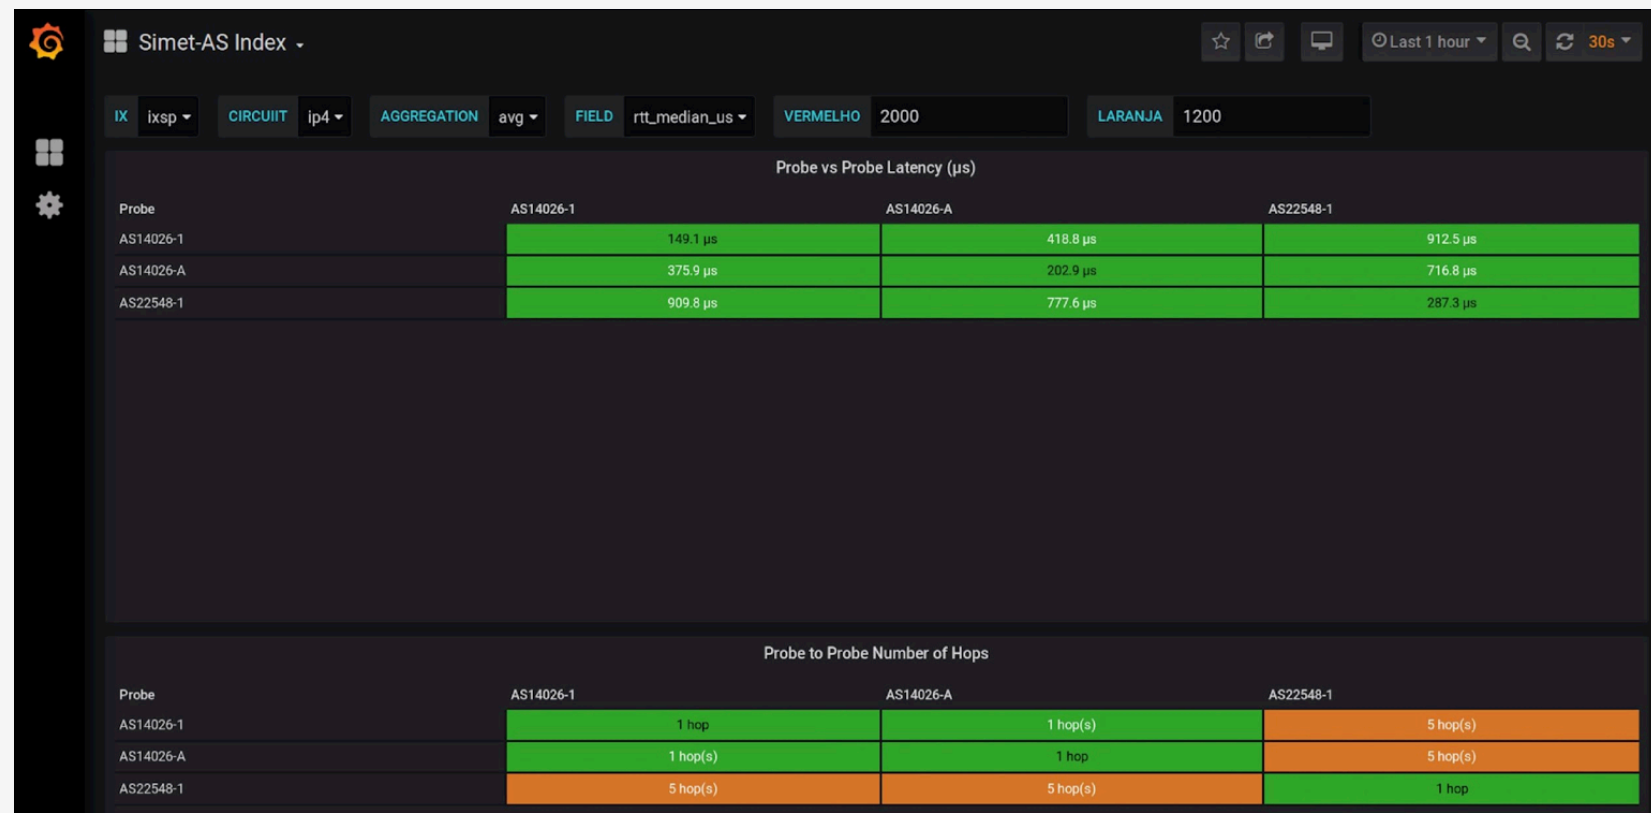 Simet-AS Index
Last 1 hour 30s
IX ixsp CIRCUIIT ip4 AGGREGATION avg FIELD rtt_median_us VERMELHO 2000 LARANJA 1200
Probe vs Probe Latency (µs)
Probe AS14026-1 AS14026-A AS22548-1
AS14026-1 149.1 µs 418.8 µs 912.5 µs
AS14026-A 375.9 µs 202.9 µs 716.8 µs
AS22548-1 909.8 µs 777.6 µs 287.3 µs
Probe to Probe Number of Hops
Probe AS14026-1 AS14026-A AS22548-1
AS14026-1 1 hop 1 hop(s) 5 hop(s)
AS14026-A 1 hop(s) 1 hop 5 hop(s)
AS22548-1 5 hop(s) 5 hop(s) 1 hop